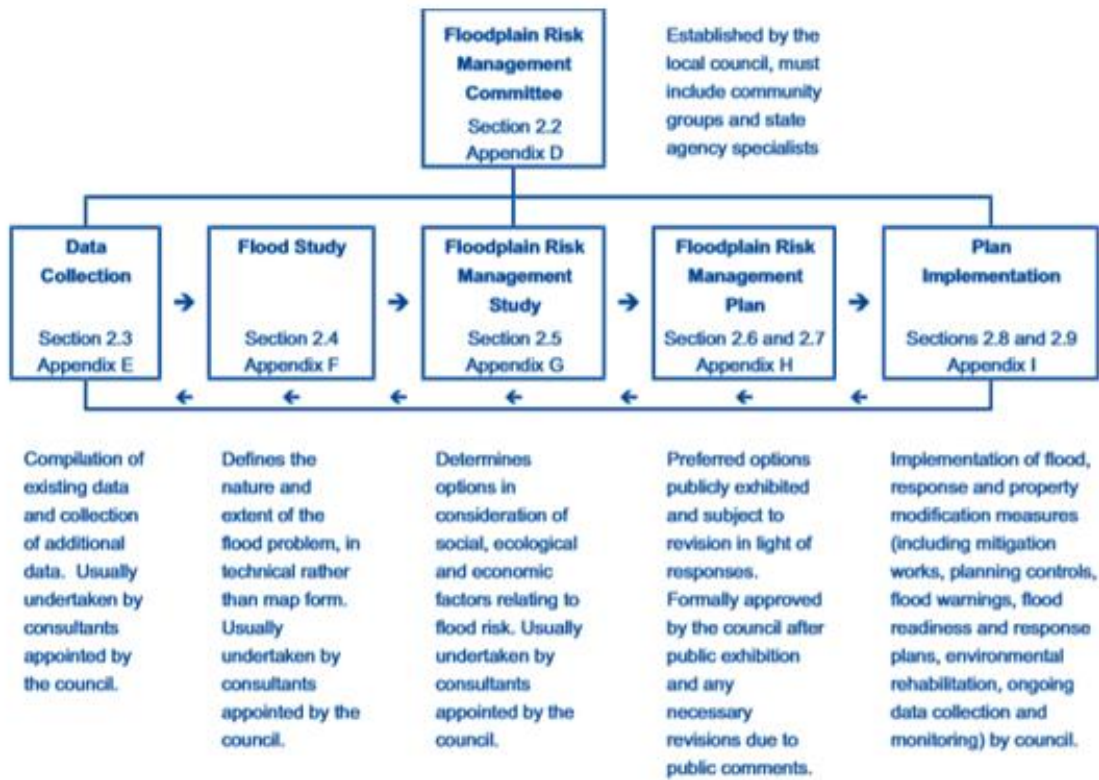 Floodplain Risk
Management
Committee
Section 2.2
Appendix D
Established by the
local council, must
include community
groups and state
agency specialists
Data
Collection
Section 2.3
Appendix E
Flood Study
Section 2.4
Appendix F
Floodplain Risk
Management
Study
Section 2.5
Appendix G
Floodplain Risk
Management
Plan
Section 2.6 and 2.7
Appendix H
Plan
Implementation
Sections 2.8 and 2.9
Appendix I
Compilation of
existing data
and collection
of additional
data. Usually
undertaken by
consultants
appointed by
the council.
Defines the
nature and
extent of the
flood problem, in
technical rather
than map form.
Usually
undertaken by
consultants
appointed by the
council.
Determines
options in
consideration of
social, ecological
and economic
factors relating to
flood risk. Usually
undertaken by
consultants
appointed by the
council.
Preferred options
publicly exhibited
and subject to
revision in light of
responses.
Formally approved
by the council after
public exhibition
and any
necessary
revisions due to
public comments.
Implementation of flood,
response and property
modification measures
(including mitigation
works, planning controls,
flood warnings, flood
readiness and response
plans, environmental
rehabilitation, ongoing
data collection and
monitoring) by council.